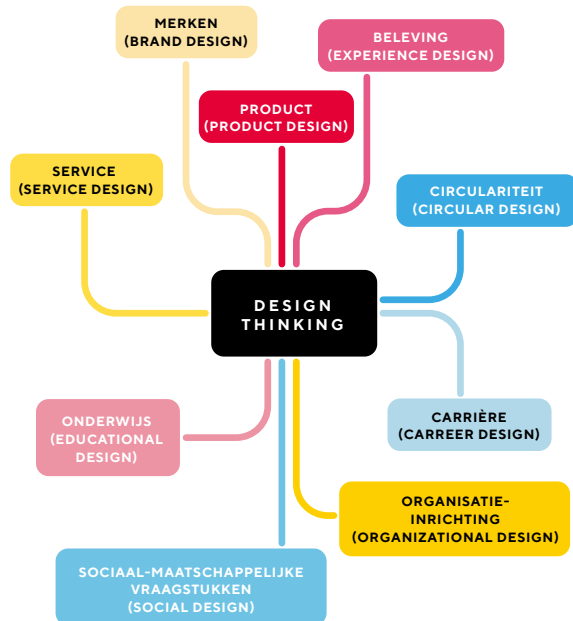 MERKEN
(BRAND DESIGN)
BELEVING
(EXPERIENCE DESIGN)
PRODUCT
(PRODUCT DESIGN)
SERVICE
(SERVICE DESIGN)
CIRCULARITEIT
(CIRCULAR DESIGN)
DESIGN
THINKING
ONDERWIJS
(EDUCATIONAL
DESIGN)
CARRIÈRE
(CARREER DESIGN)
ORGANISATIE-
INRICHTING
(ORGANIZATIONAL DESIGN)
SOCIAAL-MAATSCHAPPELIJKE
VRAAGSTUKKEN
(SOCIAL DESIGN)